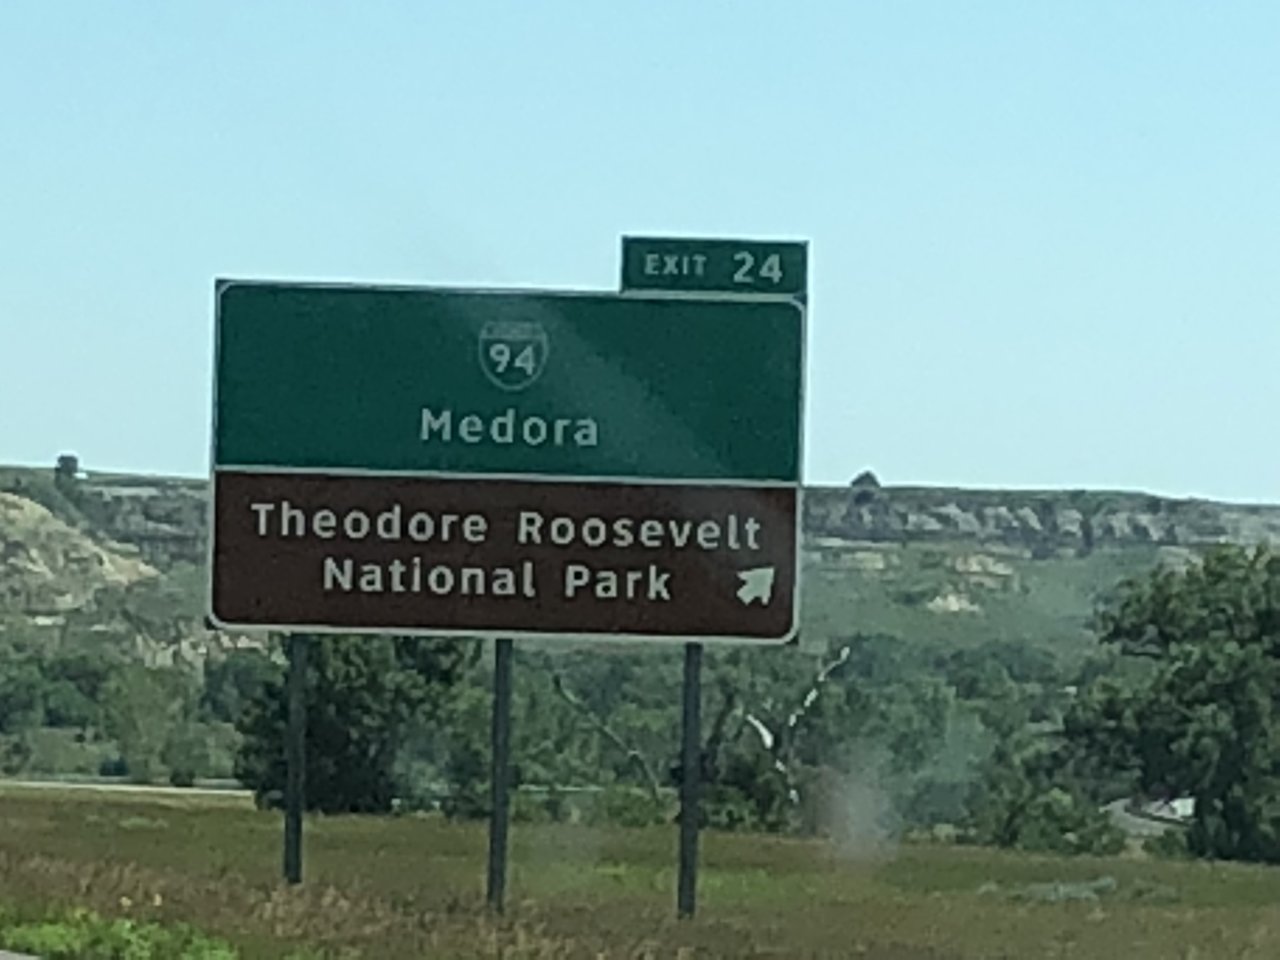 EXIT 24
94
Medora
Theodore Roosevelt
National Park